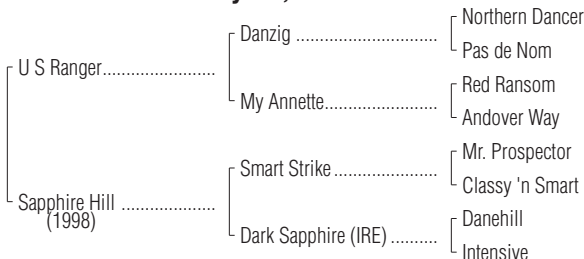 Northern Dancer
Danzig ..................................
Pas de Nom
U S Ranger...........................
Red Ransom
My Annette...........................
Andover Way
Mr. Prospector
Smart Strike.........................
Classy 'n Smart
Sapphire Hill .......................
(1998)
Danehill
Dark Sapphire (IRE) ...........
Intensive